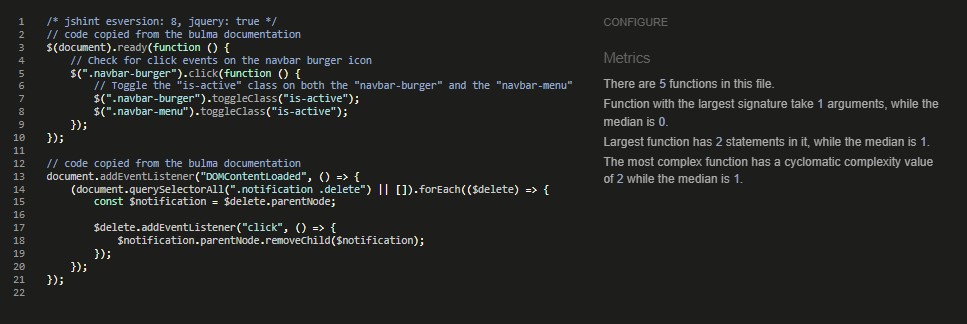 1 /* jshint esversion: 8, jquery: true */
2 // code copied from the bulma documentation
3 $(document).ready(function () {
4     // Check for click events on the navbar burger icon
5     $(".navbar-burger").click(function () {
6         // Toggle the "is-active" class on both the "navbar-burger" and the "navbar-menu"
7         $(".navbar-burger").toggleClass("is-active");
8         $(".navbar-menu").toggleClass("is-active");
9     });
10 });
11
12 // code copied from the bulma documentation
13 document.addEventListener("DOMContentLoaded", () => {
14     (document.querySelectorAll(".notification .delete") || []).forEach(($delete) => {
15         const $notification = $delete.parentNode;
16
17         $delete.addEventListener("click", () => {
18             $notification.parentNode.removeChild($notification);
19         });
20     });
21 });
22
CONFIGURE
Metrics
There are 5 functions in this file.
Function with the largest signature take 1 arguments, while the
median is 0.
Largest function has 2 statements in it, while the median is 1.
The most complex function has a cyclomatic complexity value
of 2 while the median is 1.